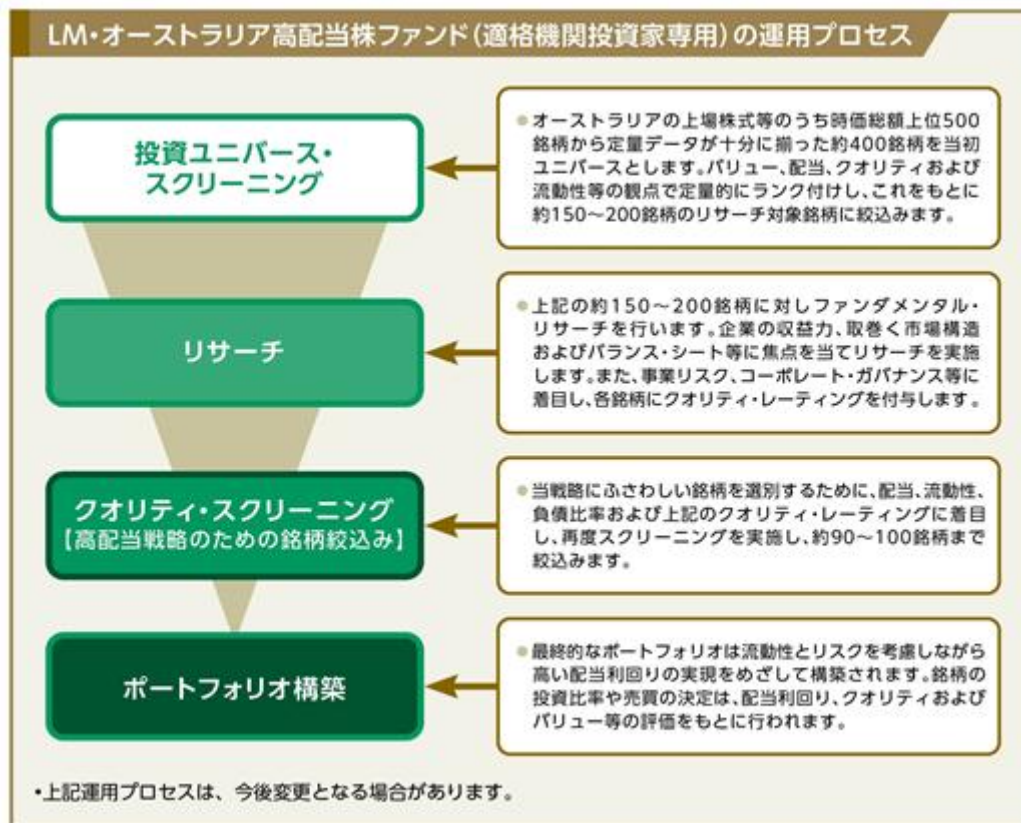 LM・オーストラリア高配当株ファンド(適格機関投資家専用)の運用プロセス
投資ユニバース・
スクリーニング
●オーストラリアの上場株式等のうち時価総額上位500
銘柄から定量データが十分に揃った約400銘柄を当初
ユニバースとします。バリュー、配当、クオリティおよび
流動性等の観点で定量的にランク付けし、これをもとに
約150～200銘柄のリサーチ対象銘柄に絞込みます。
リサーチ
●上記の約150～200銘柄に対しファンダメンタル・
リサーチを行います。企業の収益力、取巻く市場構造
およびバランス・シート等に焦点を当てリサーチを実施
します。また、事業リスク、コーポレート・ガバナンス等に
着目し、各銘柄にクオリティ・レーティングを付与します。
クオリティ・スクリーニング
【高配当戦略のための銘柄絞込み】
●当戦略にふさわしい銘柄を選別するために、配当、流動性、
負債比率および上記のクオリティ・レーティングに着目
し、再度スクリーニングを実施し、約90～100銘柄まで
絞込みます。
ポートフォリオ構築
●最終的なポートフォリオは流動性とリスクを考慮しながら
高い配当利回りの実現をめざして構築されます。銘柄の
投資比率や売買の決定は、配当利回り、クオリティおよび
バリュー等の評価をもとに行われます。
・上記運用プロセスは、今後変更となる場合があります。